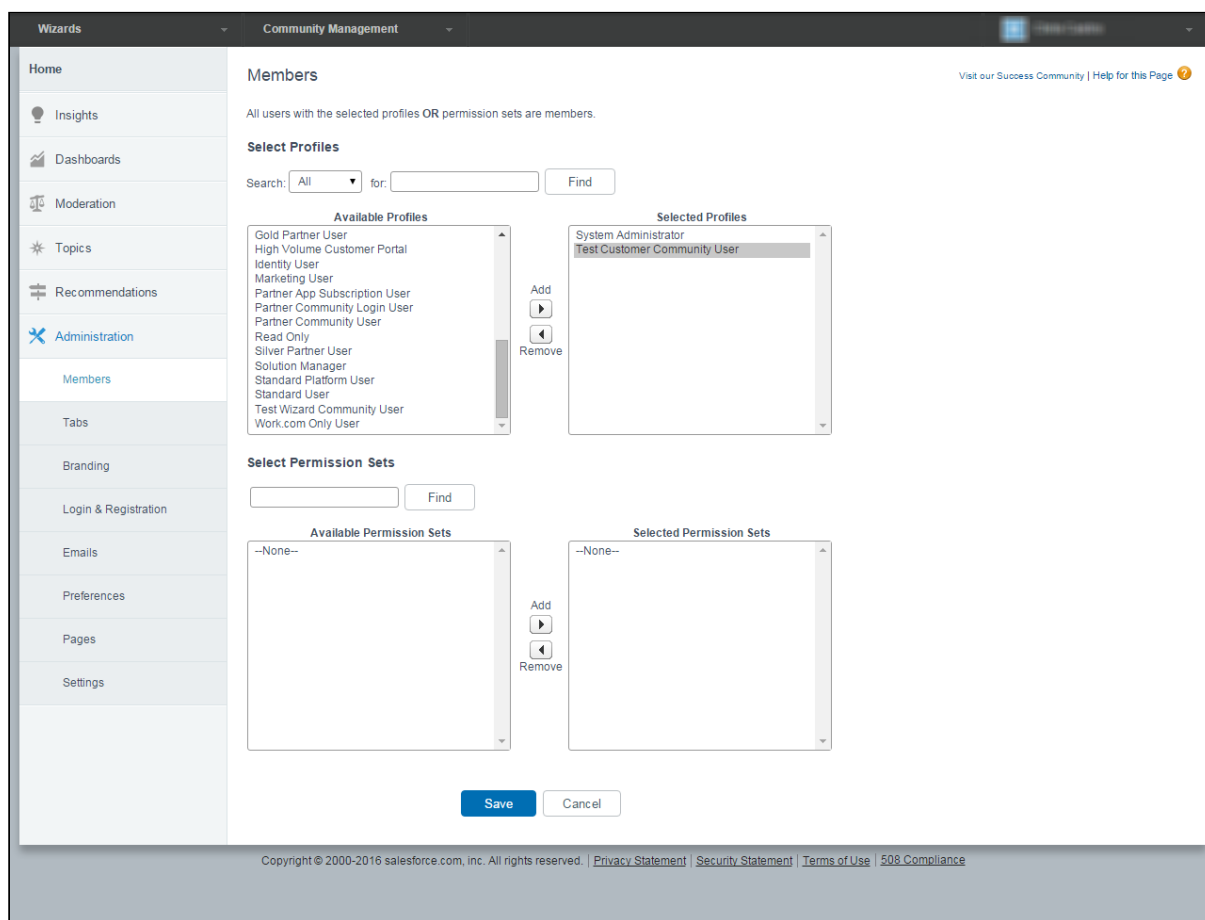 Wizards
Community Management
Home
Insights
Dashboards
Moderation
Topics
Recommendations
Administration
Members
Tabs
Branding
Login & Registration
Emails
Preferences
Pages
Settings
Members
Visit our Success Community | Help for this Page ?
All users with the selected profiles OR permission sets are members.
Select Profiles
Search: All for: Find
Available Profiles
Gold Partner User
High Volume Customer Portal
Identity User
Marketing User
Partner App Subscription User
Partner Community Login User
Partner Community User
Read Only
Silver Partner User
Solution Manager
Standard Platform User
Standard User
Test Wizard Community User
Work.com Only User
Add
Remove
Selected Profiles
System Administrator
Test Customer Community User
Select Permission Sets
Find
Available Permission Sets
--None--
Add
Remove
Selected Permission Sets
--None--
Save
Cancel
Copyright © 2000-2016 salesforce.com, inc. All rights reserved. | Privacy Statement | Security Statement | Terms of Use | 508 Compliance